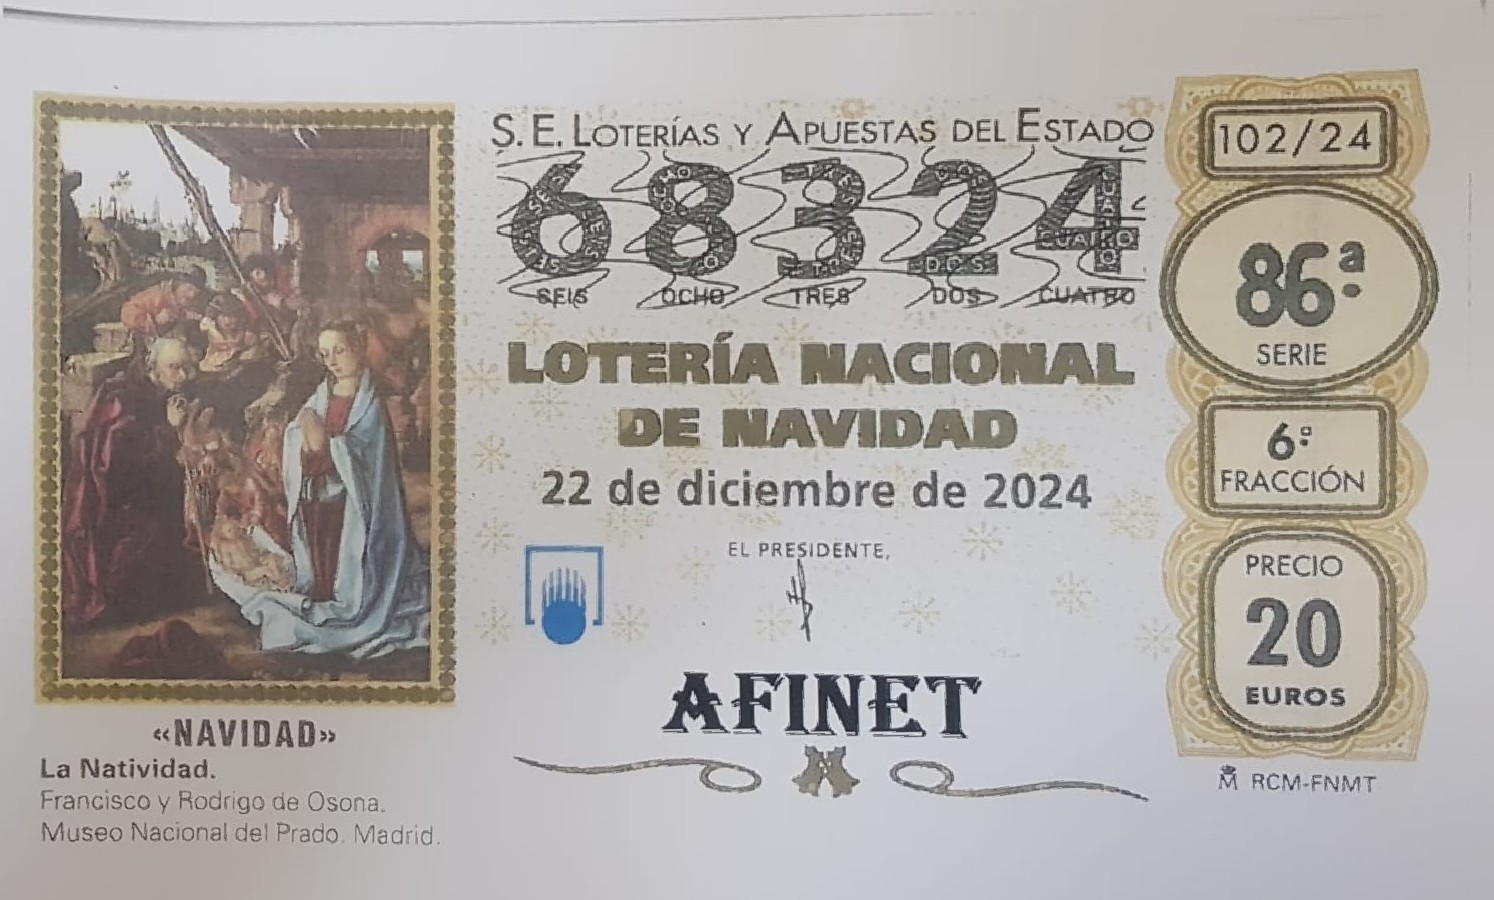 S. E. LOTERÍAS Y APUESTAS DEL ESTADO
68324
SEIS OCHO TRES DOS CUATRO
LOTERÍA NACIONAL
DE NAVIDAD
22 de diciembre de 2024
EL PRESIDENTE,
AFINET
102/24
86ª
SERIE
6ª
FRACCIÓN
PRECIO
20
EUROS
M RCM-FNMT
«NAVIDAD»
La Natividad.
Francisco y Rodrigo de Osona.
Museo Nacional del Prado. Madrid.